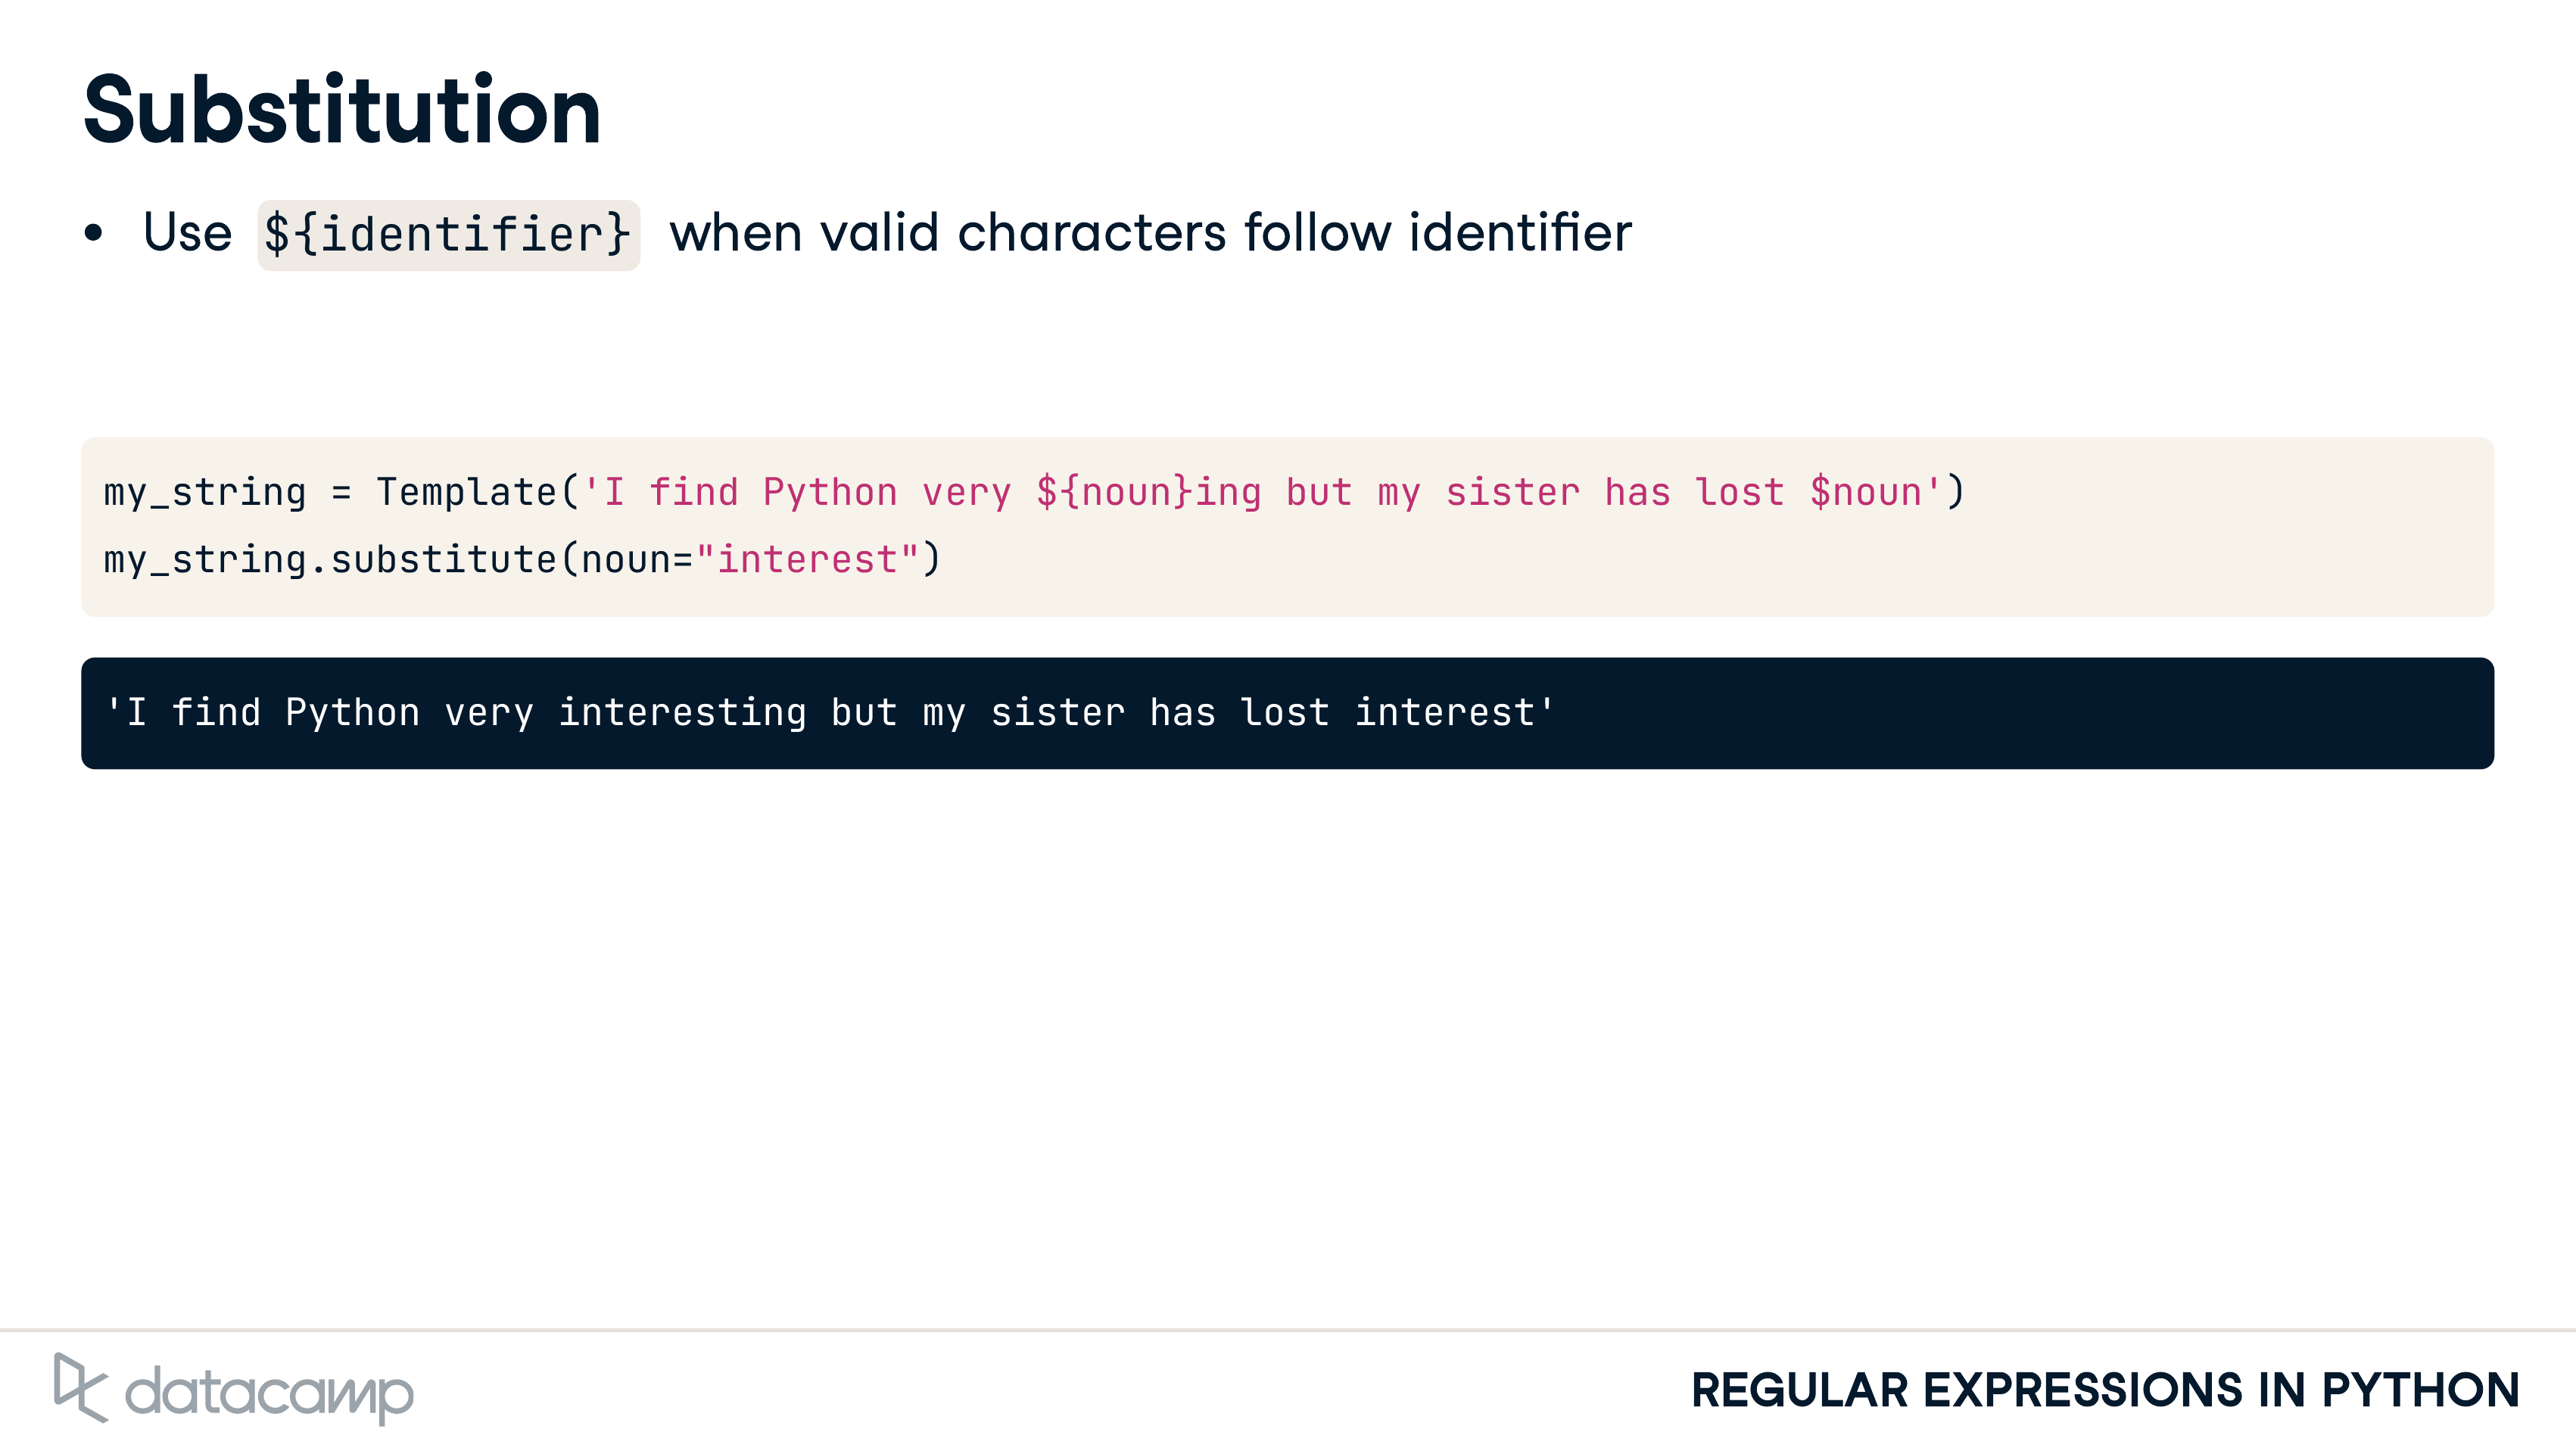 Substitution
• Use ${identifier} when valid characters follow identifier
my_string = Template('I find Python very ${noun}ing but my sister has lost $noun')
my_string.substitute(noun="interest")
'I find Python very interesting but my sister has lost interest'
datacamp
REGULAR EXPRESSIONS IN PYTHON